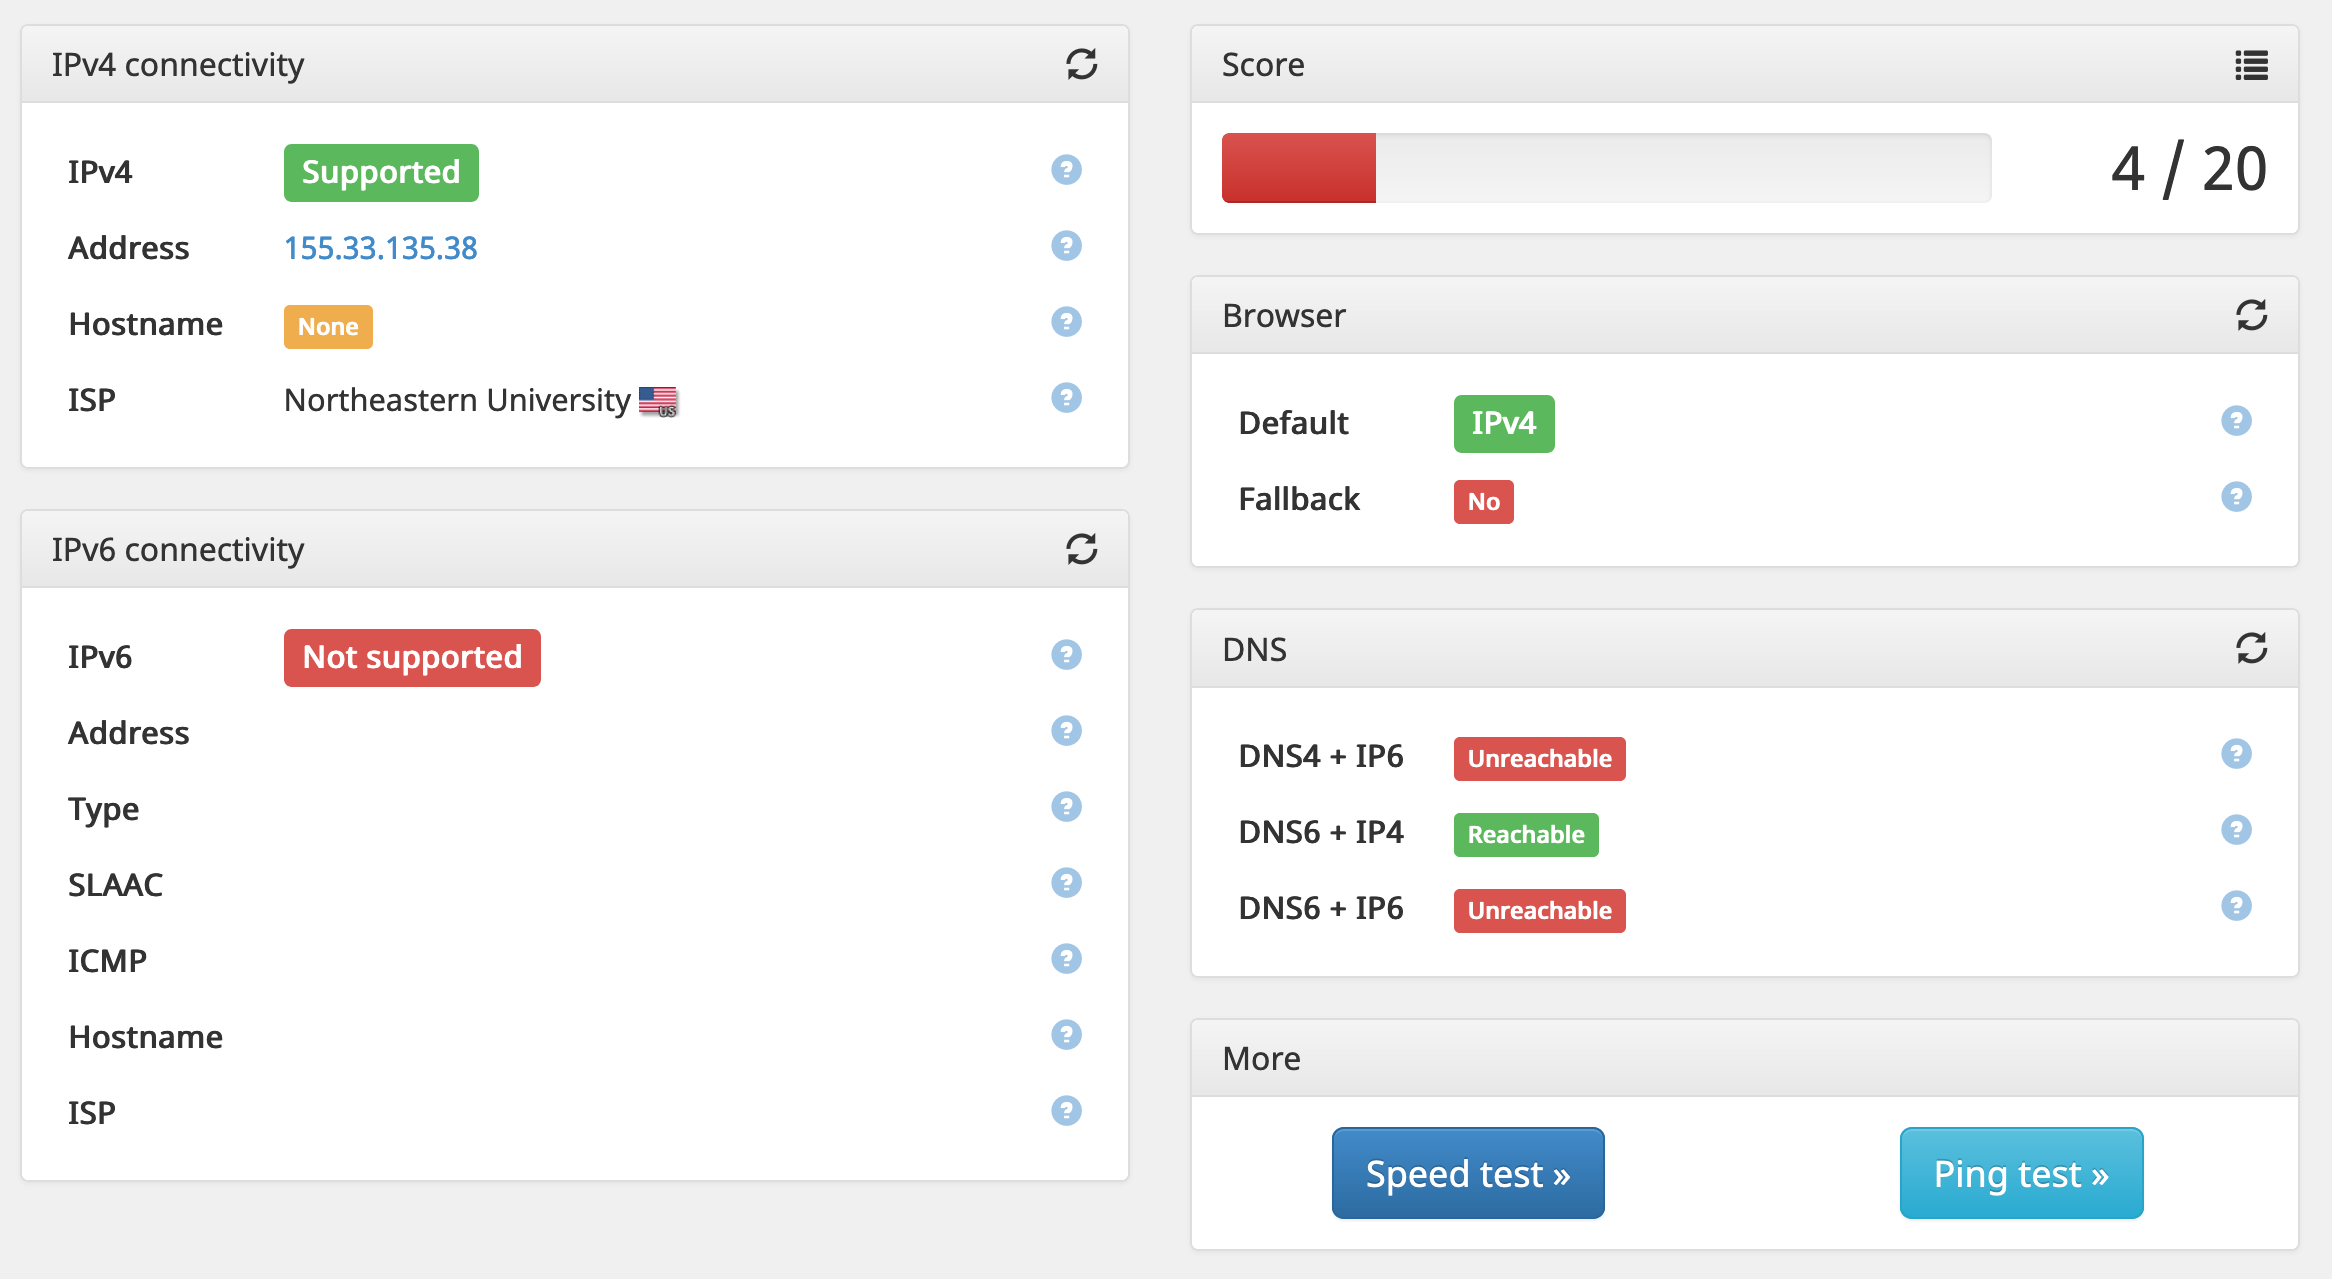 IPv4 connectivity
IPv4 Supported
Address 155.33.135.38
Hostname None
ISP Northeastern University US
IPv6 connectivity
IPv6 Not supported
Address
Type
SLAAC
ICMP
Hostname
ISP
Score
4 / 20
Browser
Default IPv4
Fallback No
DNS
DNS4 + IP6 Unreachable
DNS6 + IP4 Reachable
DNS6 + IP6 Unreachable
More
Speed test » Ping test »